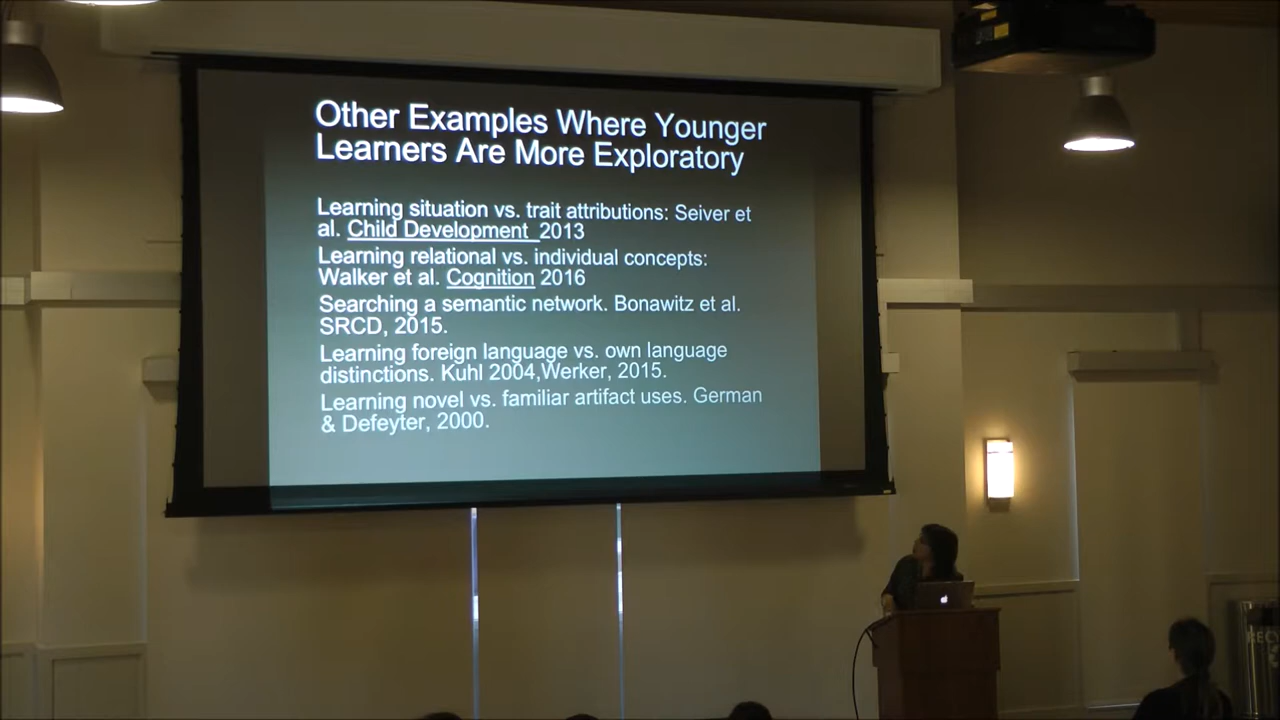 Other Examples Where Younger
Learners Are More Exploratory
Learning situation vs. trait attributions: Seiver et
al. Child Development 2013
Learning relational vs. individual concepts:
Walker et al. Cognition 2016
Searching a semantic network. Bonawitz et al.
SRCD, 2015.
Learning foreign language vs. own language
distinctions. Kuhl 2004,Werker, 2015.
Learning novel vs. familiar artifact uses. German
& Defeyter, 2000.